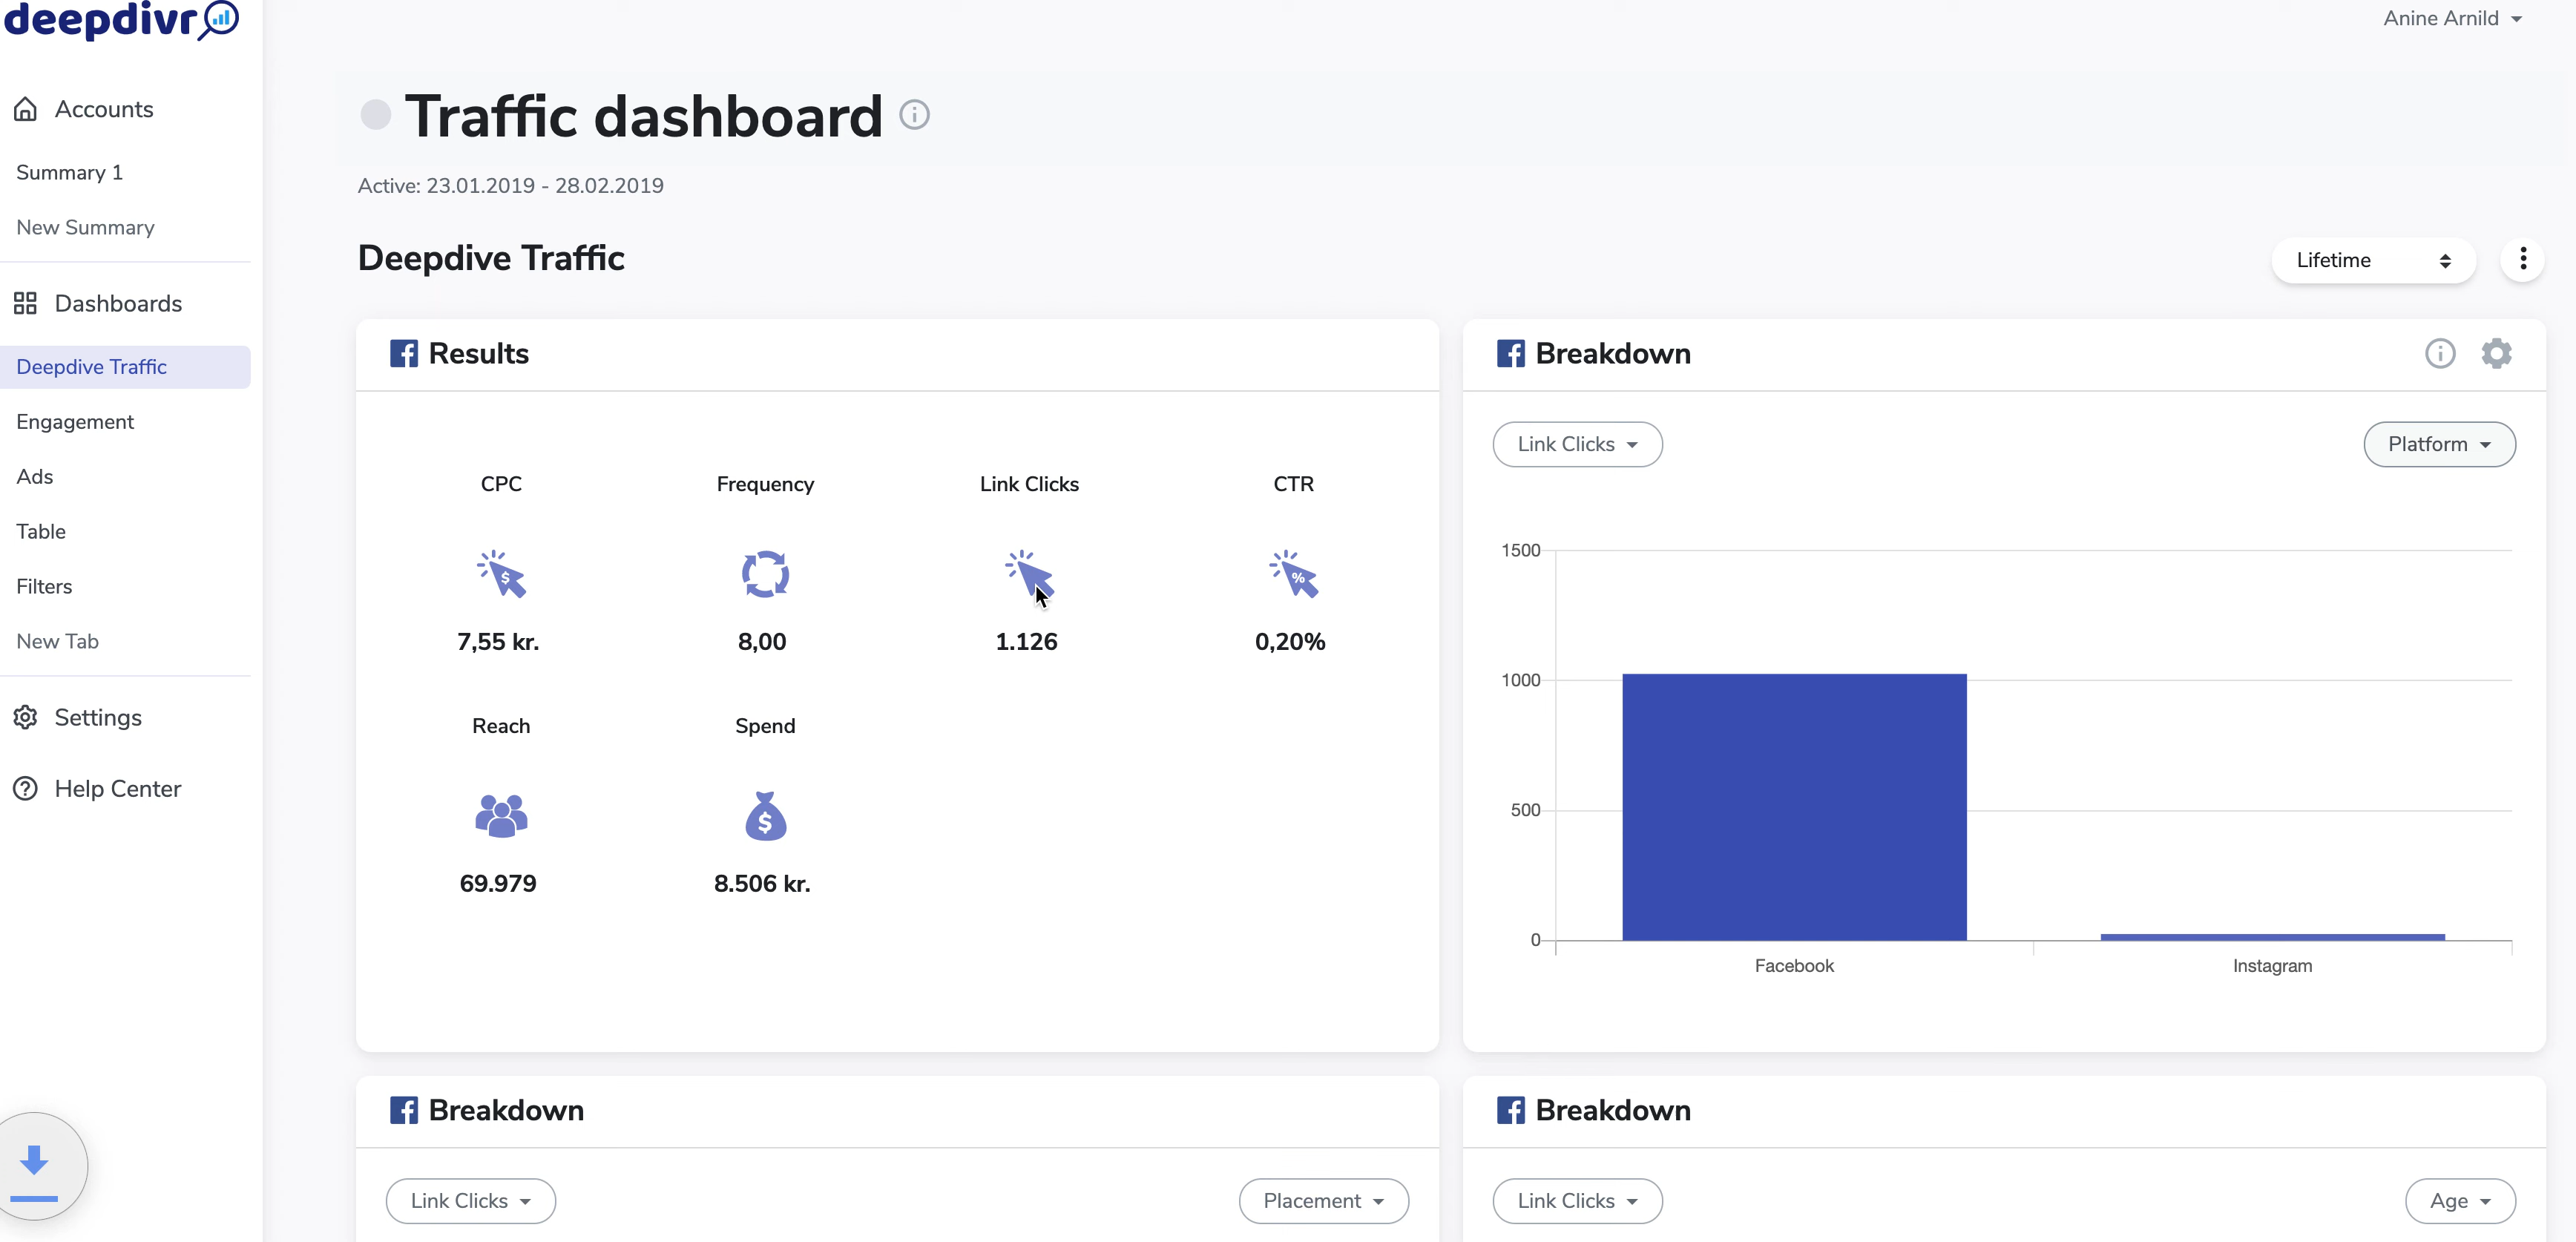 deepdivr
Anine Arnild
Accounts
Summary 1
New Summary
Dashboards
Deepdive Traffic
Engagement
Ads
Table
Filters
New Tab
Settings
Help Center
Traffic dashboard
Active: 23.01.2019 - 28.02.2019
Deepdive Traffic
Lifetime
Results
CPC
Frequency
Link Clicks
CTR
$
%
7,55 kr.
8,00
1.126
0,20%
Reach
Spend
$
69.979
8.506 kr.
Breakdown
Link Clicks
Platform
1500
1000
500
0
Facebook
Instagram
Breakdown
Link Clicks
Placement
Breakdown
Link Clicks
Age